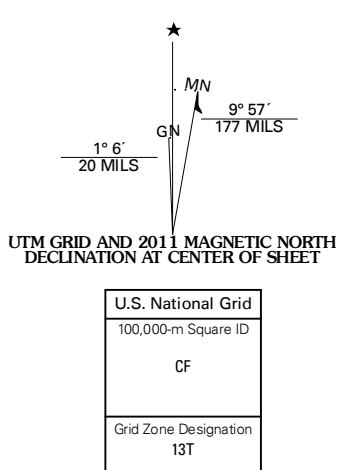 ★
MN
GN
9° 57´
177 MILS
1° 6´
20 MILS
UTM GRID AND 2011 MAGNETIC NORTH
DECLINATION AT CENTER OF SHEET
U.S. National Grid
100,000-m Square ID
CF
Grid Zone Designation
13T